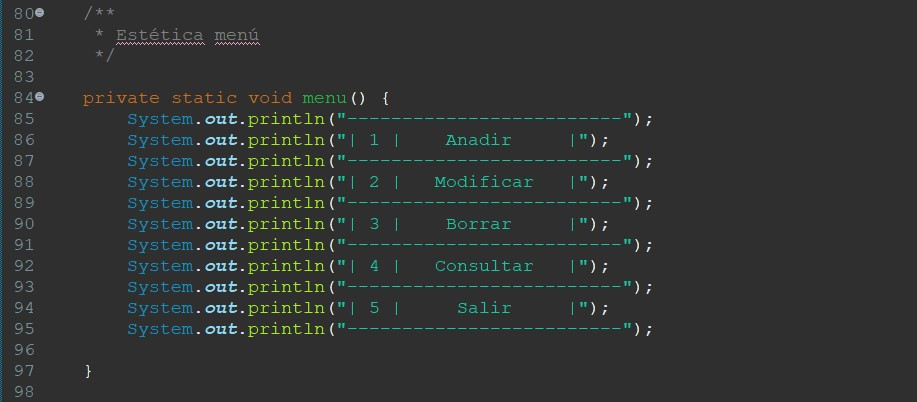 80    /**
81     * Estética menú
82     */
83
84    private static void menu() {
85        System.out.println("-------------------------");
86        System.out.println("| 1 |    Anadir     |");
87        System.out.println("-------------------------");
88        System.out.println("| 2 |   Modificar   |");
89        System.out.println("-------------------------");
90        System.out.println("| 3 |    Borrar     |");
91        System.out.println("-------------------------");
92        System.out.println("| 4 |   Consultar   |");
93        System.out.println("-------------------------");
94        System.out.println("| 5 |     Salir     |");
95        System.out.println("-------------------------");
96
97    }
98